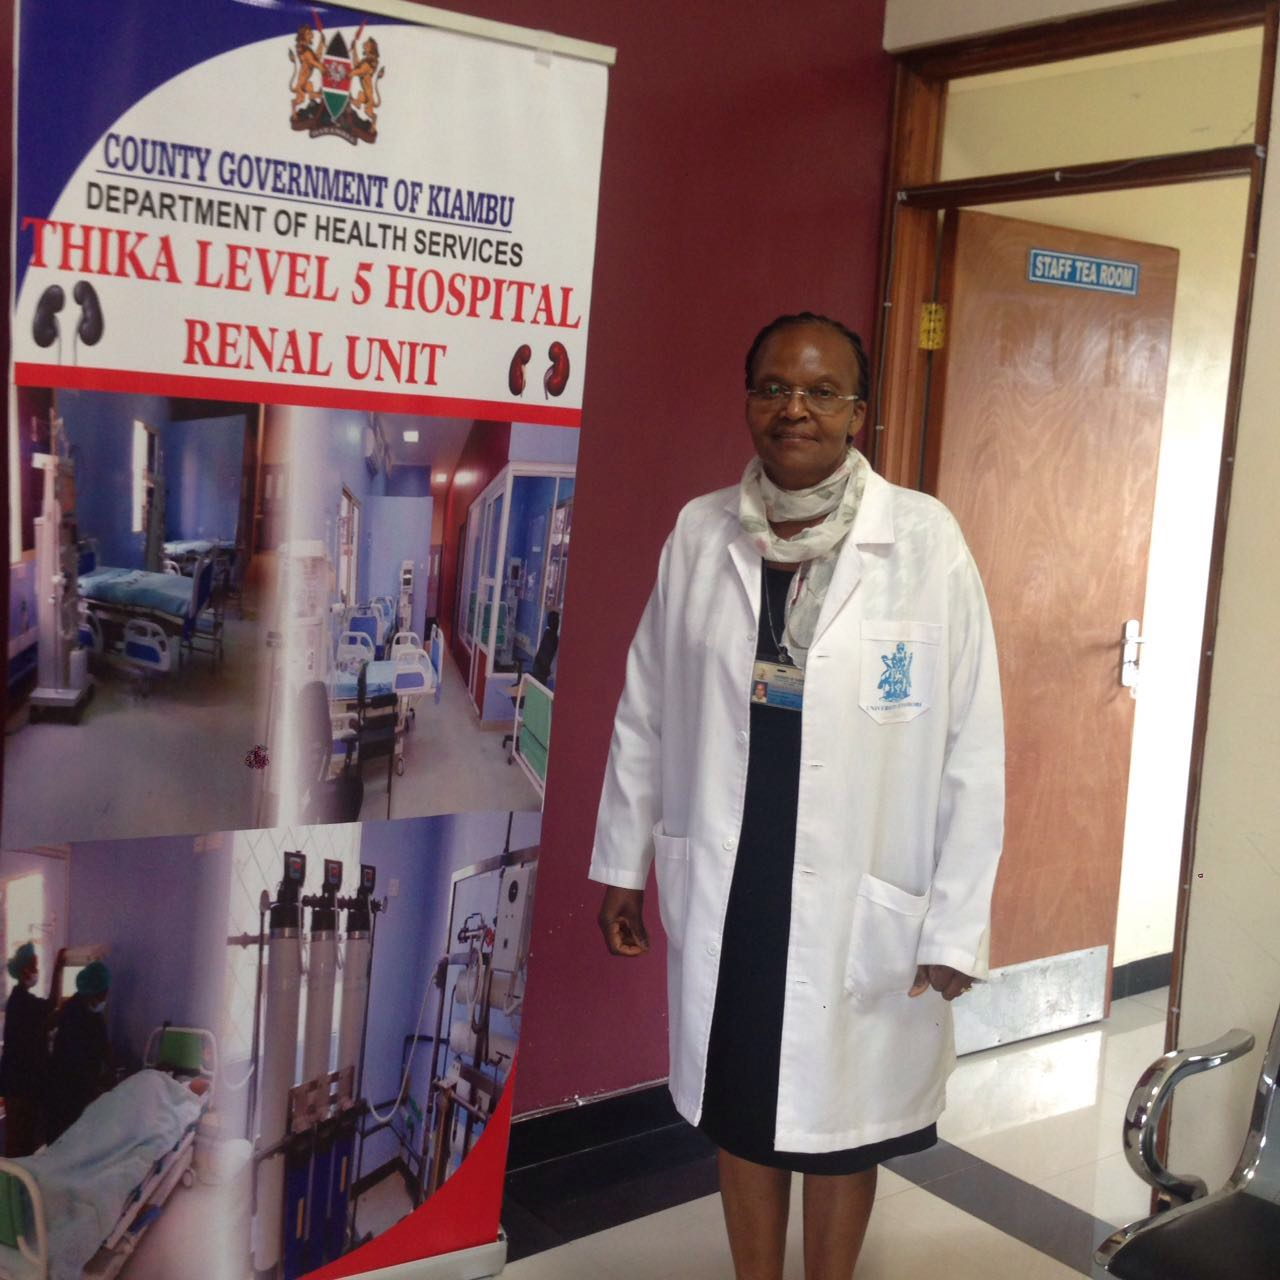 COUNTY GOVERNMENT OF KIAMBU
DEPARTMENT OF HEALTH SERVICES
THIKA LEVEL 5 HOSPITAL
RENAL UNIT
STAFF TEA ROOM